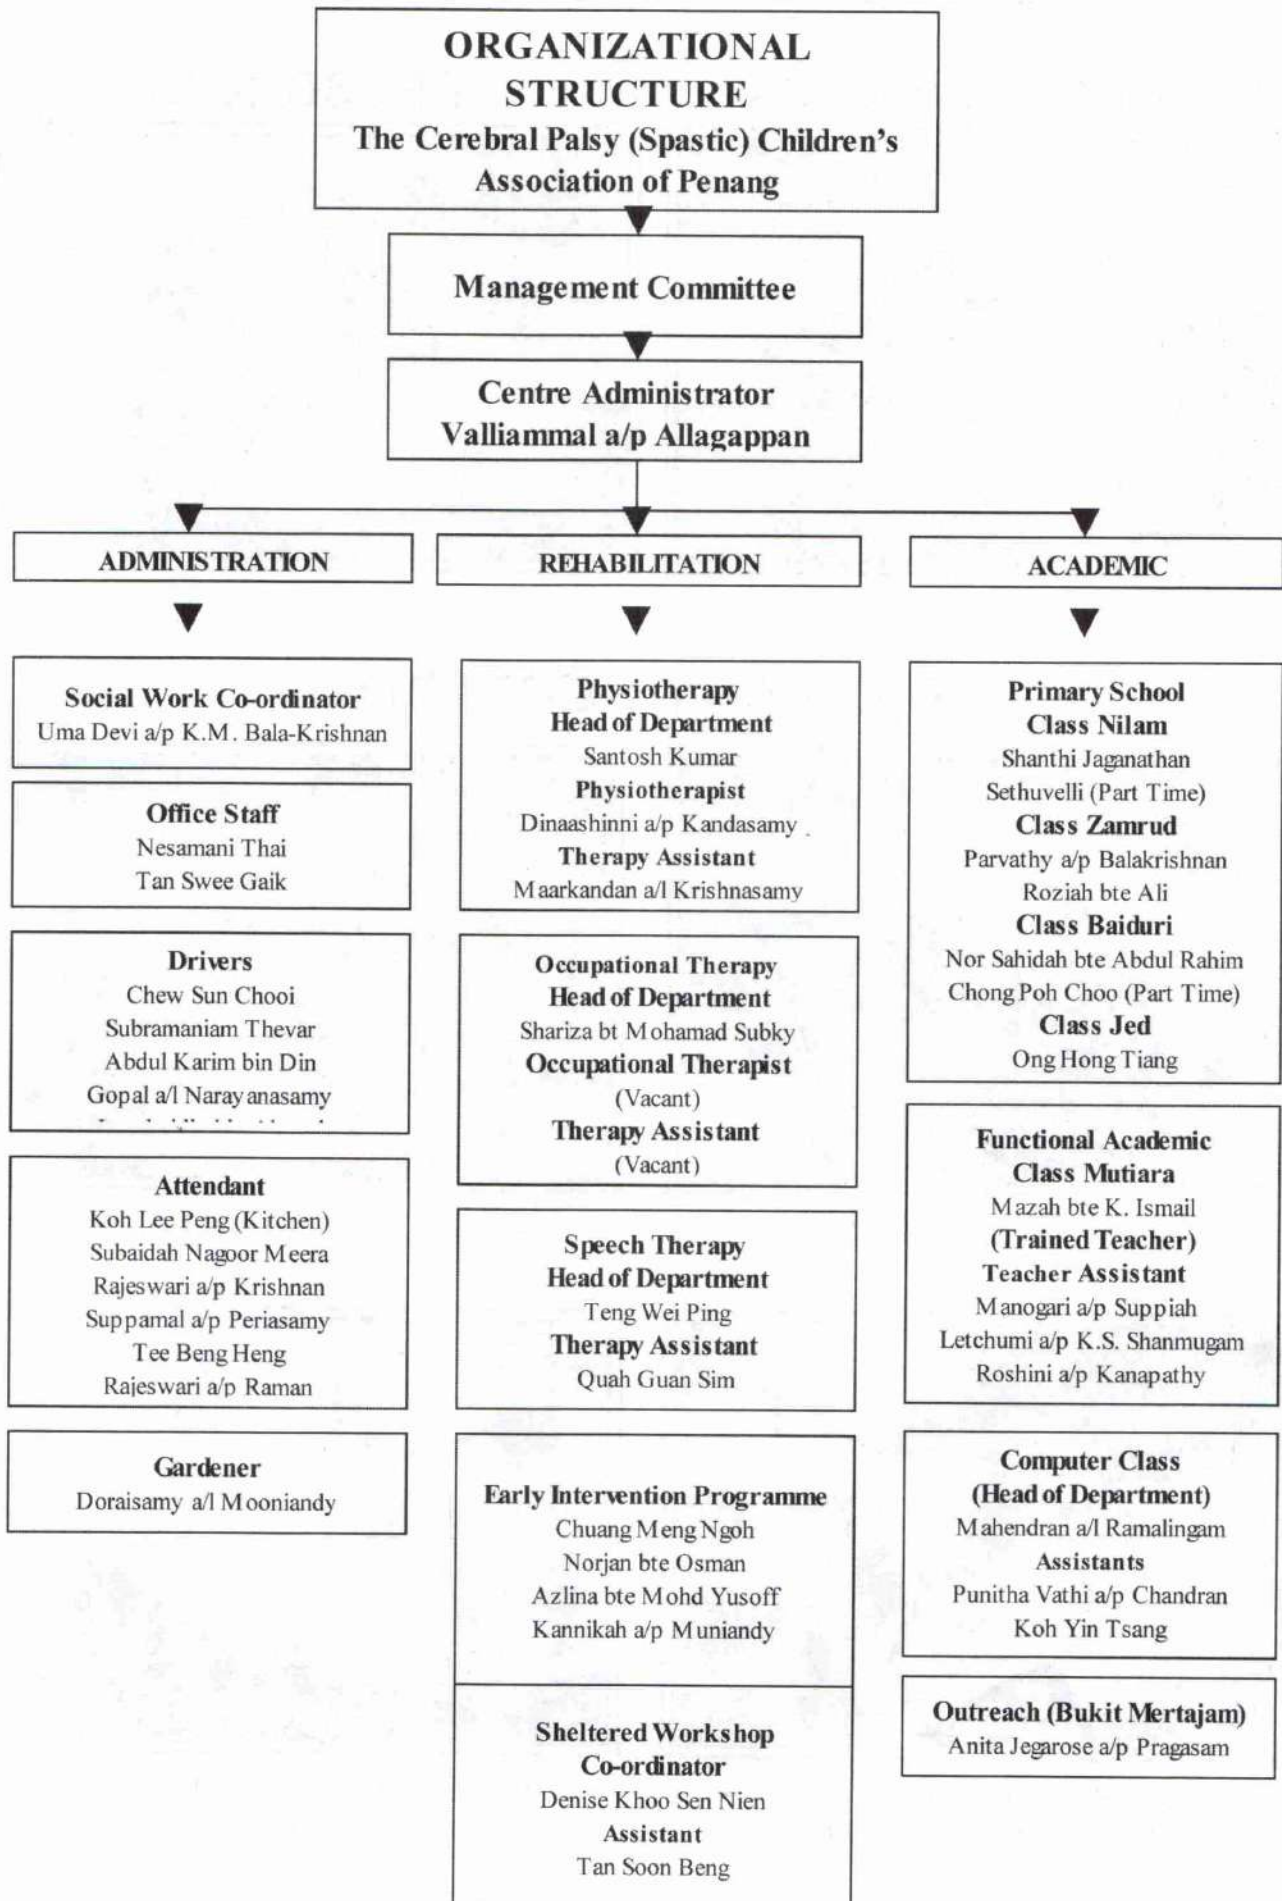 ORGANIZATIONAL
STRUCTURE
The Cerebral Palsy (Spastic) Children's
Association of Penang
Management Committee
Centre Administrator
Valliammal a/p Allagappan
ADMINISTRATION
Social Work Co-ordinator
Uma Devi a/p K.M. Bala-Krishnan
Office Staff
Nesamani Thai
Tan Swee Gaik
Drivers
Chew Sun Chooi
Subramaniam Thevar
Abdul Karim bin Din
Gopal a/l Narayanasamy
Attendant
Koh Lee Peng (Kitchen)
Subaidah Nagoor Meera
Rajeswari a/p Krishnan
Suppamal a/p Periasamy
Tee Beng Heng
Rajeswari a/p Raman
Gardener
Doraisamy a/l Mooniandy
REHABILITATION
Physiotherapy
Head of Department
Santosh Kumar
Physiotherapist
Dinaashinni a/p Kandasamy
Therapy Assistant
Maarkandan a/l Krishnasamy
Occupational Therapy
Head of Department
Shariza bt Mohamad Subky
Occupational Therapist
(Vacant)
Therapy Assistant
(Vacant)
Speech Therapy
Head of Department
Teng Wei Ping
Therapy Assistant
Quah Guan Sim
Early Intervention Programme
Chuang Meng Ngoh
Norjan bte Osman
Azlina bte Mohd Yusoff
Kannikah a/p Muniandy
Sheltered Workshop
Co-ordinator
Denise Khoo Sen Nien
Assistant
Tan Soon Beng
ACADEMIC
Primary School
Class Nilam
Shanthi Jaganathan
Sethuvelli (Part Time)
Class Zamrud
Parvathy a/p Balakrishnan
Roziah bte Ali
Class Baiduri
Nor Sahidah bte Abdul Rahim
Chong Poh Choo (Part Time)
Class Jed
Ong Hong Tiang
Functional Academic
Class Mutiara
Mazah bte K. Ismail
(Trained Teacher)
Teacher Assistant
Manogari a/p Suppiah
Letchumi a/p K.S. Shanmugam
Roshini a/p Kanapathy
Computer Class
(Head of Department)
Mahendran a/l Ramalingam
Assistants
Punitha Vathi a/p Chandran
Koh Yin Tsang
Outreach (Bukit Mertajam)
Anita Jegarose a/p Pragasam